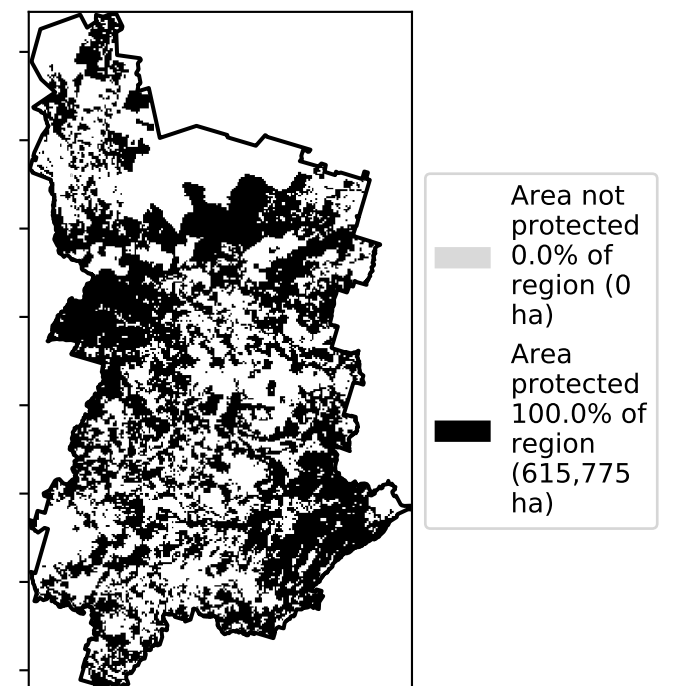 Area not
protected
0.0% of
region (0
ha)
Area
protected
100.0% of
region
(615,775
ha)